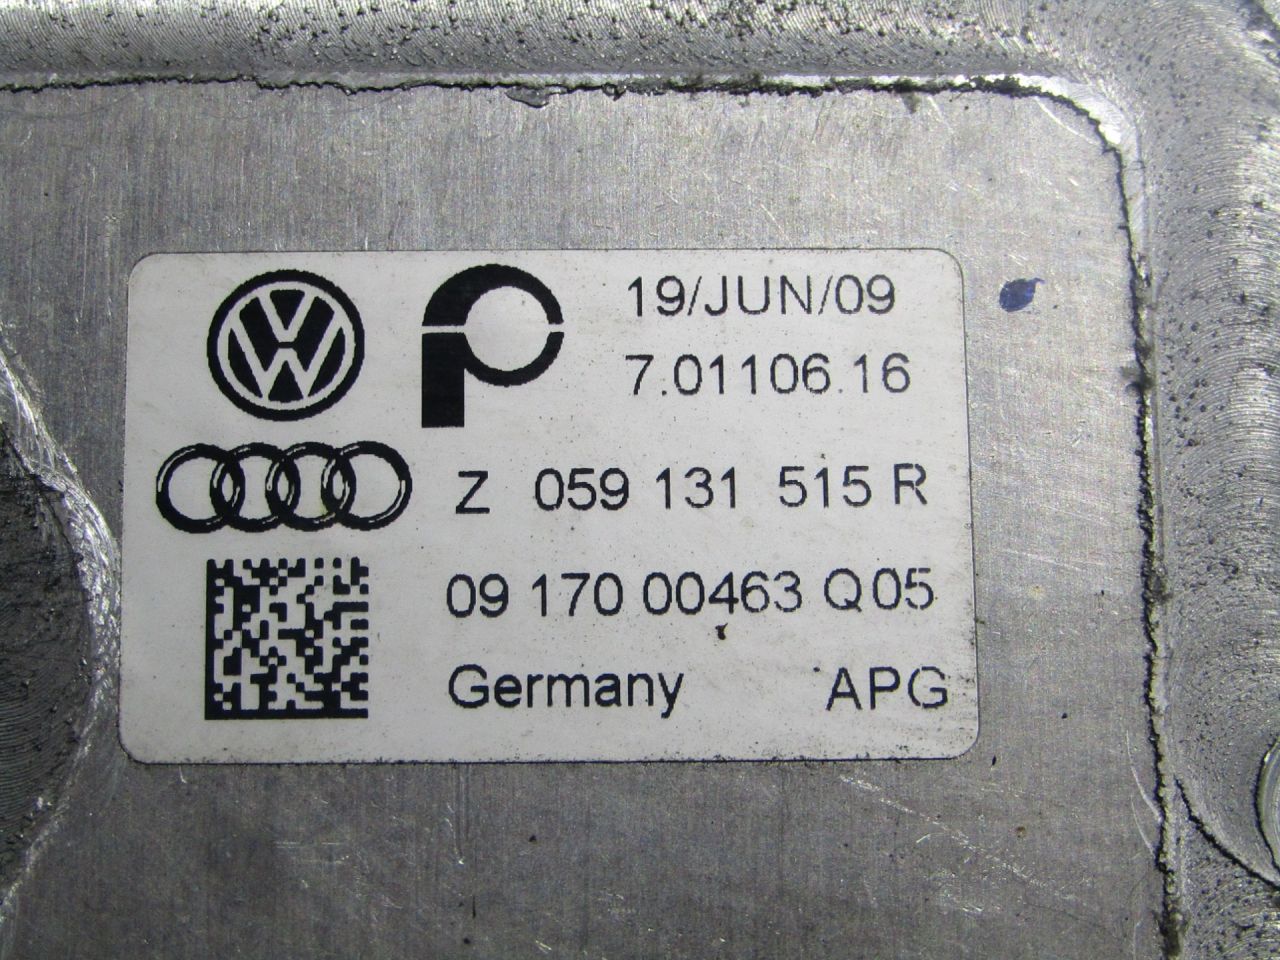 19/JUN/09
7.01106.16
Z 059 131 515 R
09 170 00463 Q05
Germany APG